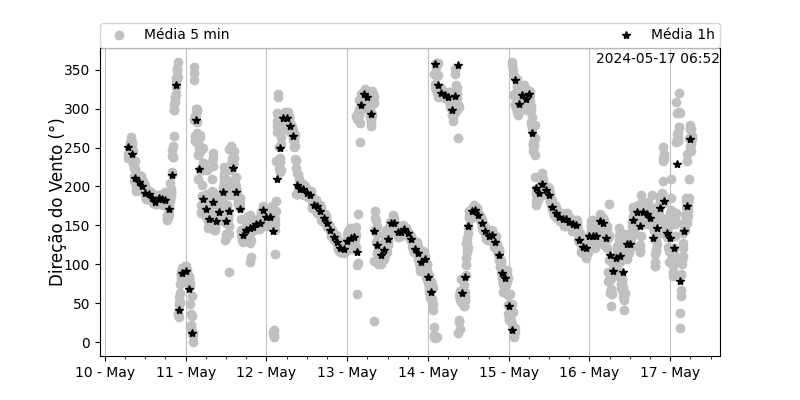 Média 5 min
Média 1h
2024-05-17 06:52
Direção do Vento (°)
350
300
250
200
150
100
50
0
10 - May
11 - May
12 - May
13 - May
14 - May
15 - May
16 - May
17 - May